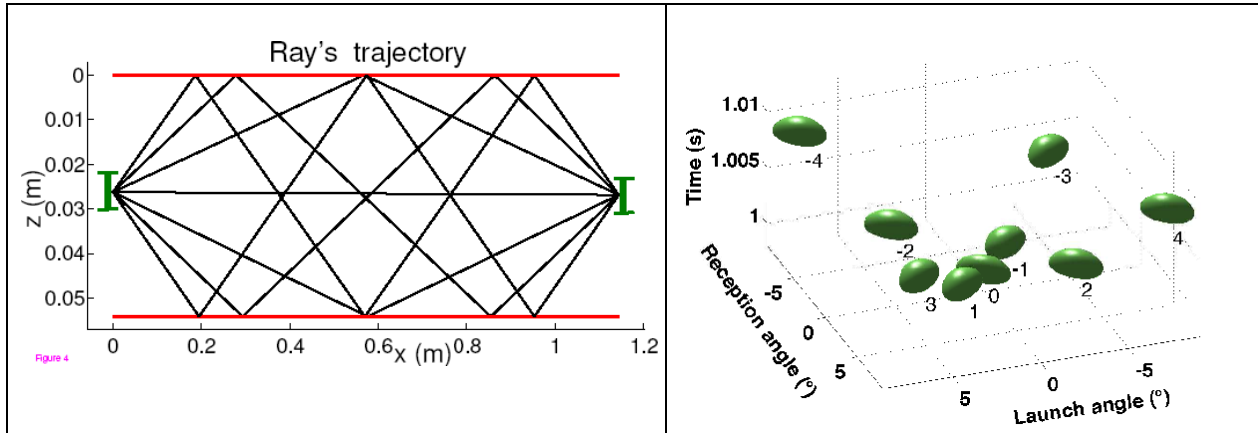 Ray's trajectory
0
0.01
0.02
0.03
0.04
0.05
z (m)
0 0.2 0.4 0.6 0.8 1 1.2
x (m)
Figure 4
1.01
1.005
1
Time (s)
-4
-3
-2
-1
4
3
0
1
2
-5
0
5
Reception angle (°)
5 0 -5
Launch angle (°)